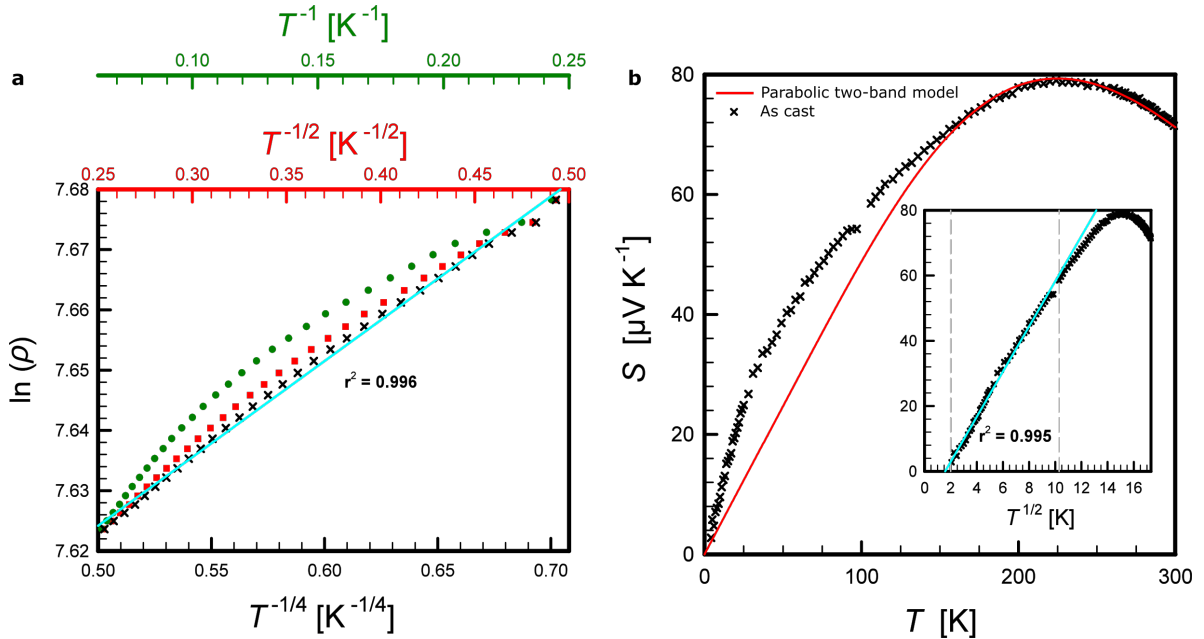 a
T⁻¹ [K⁻¹]
0.10 0.15 0.20 0.25
T⁻¹/² [K⁻¹/²]
0.25 0.30 0.35 0.40 0.45 0.50
7.68
7.67
7.66
7.65
7.64
7.63
7.62
ln (ρ)
r² = 0.996
0.50 0.55 0.60 0.65 0.70
T⁻¹/⁴ [K⁻¹/⁴]
b
80
60
40
20
0
S [µV K⁻¹]
Parabolic two-band model
As cast
80
60
40
20
0
r² = 0.995
0 2 4 6 8 10 12 14 16
T¹/² [K]
0 100 200 300
T [K]